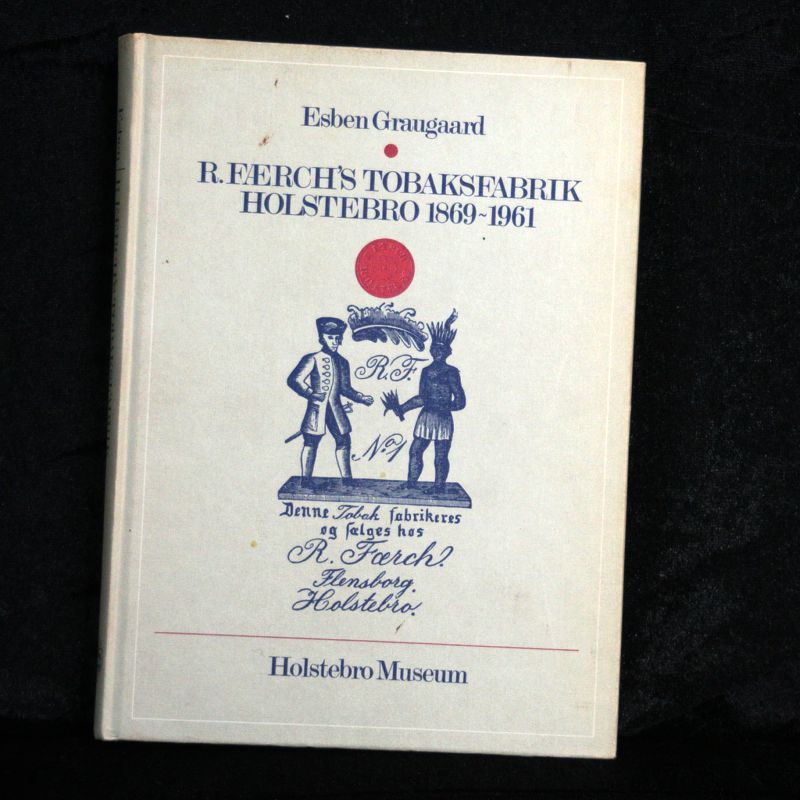 Esben Graugaard
R. FÆRCH'S TOBAKSFABRIK
HOLSTEBRO 1869~1961
R. F.
No. 1
Denne Tobak fabrikeres
og sælges hos
R. Færch.
Flensborg.
Holstebro.
Holstebro Museum